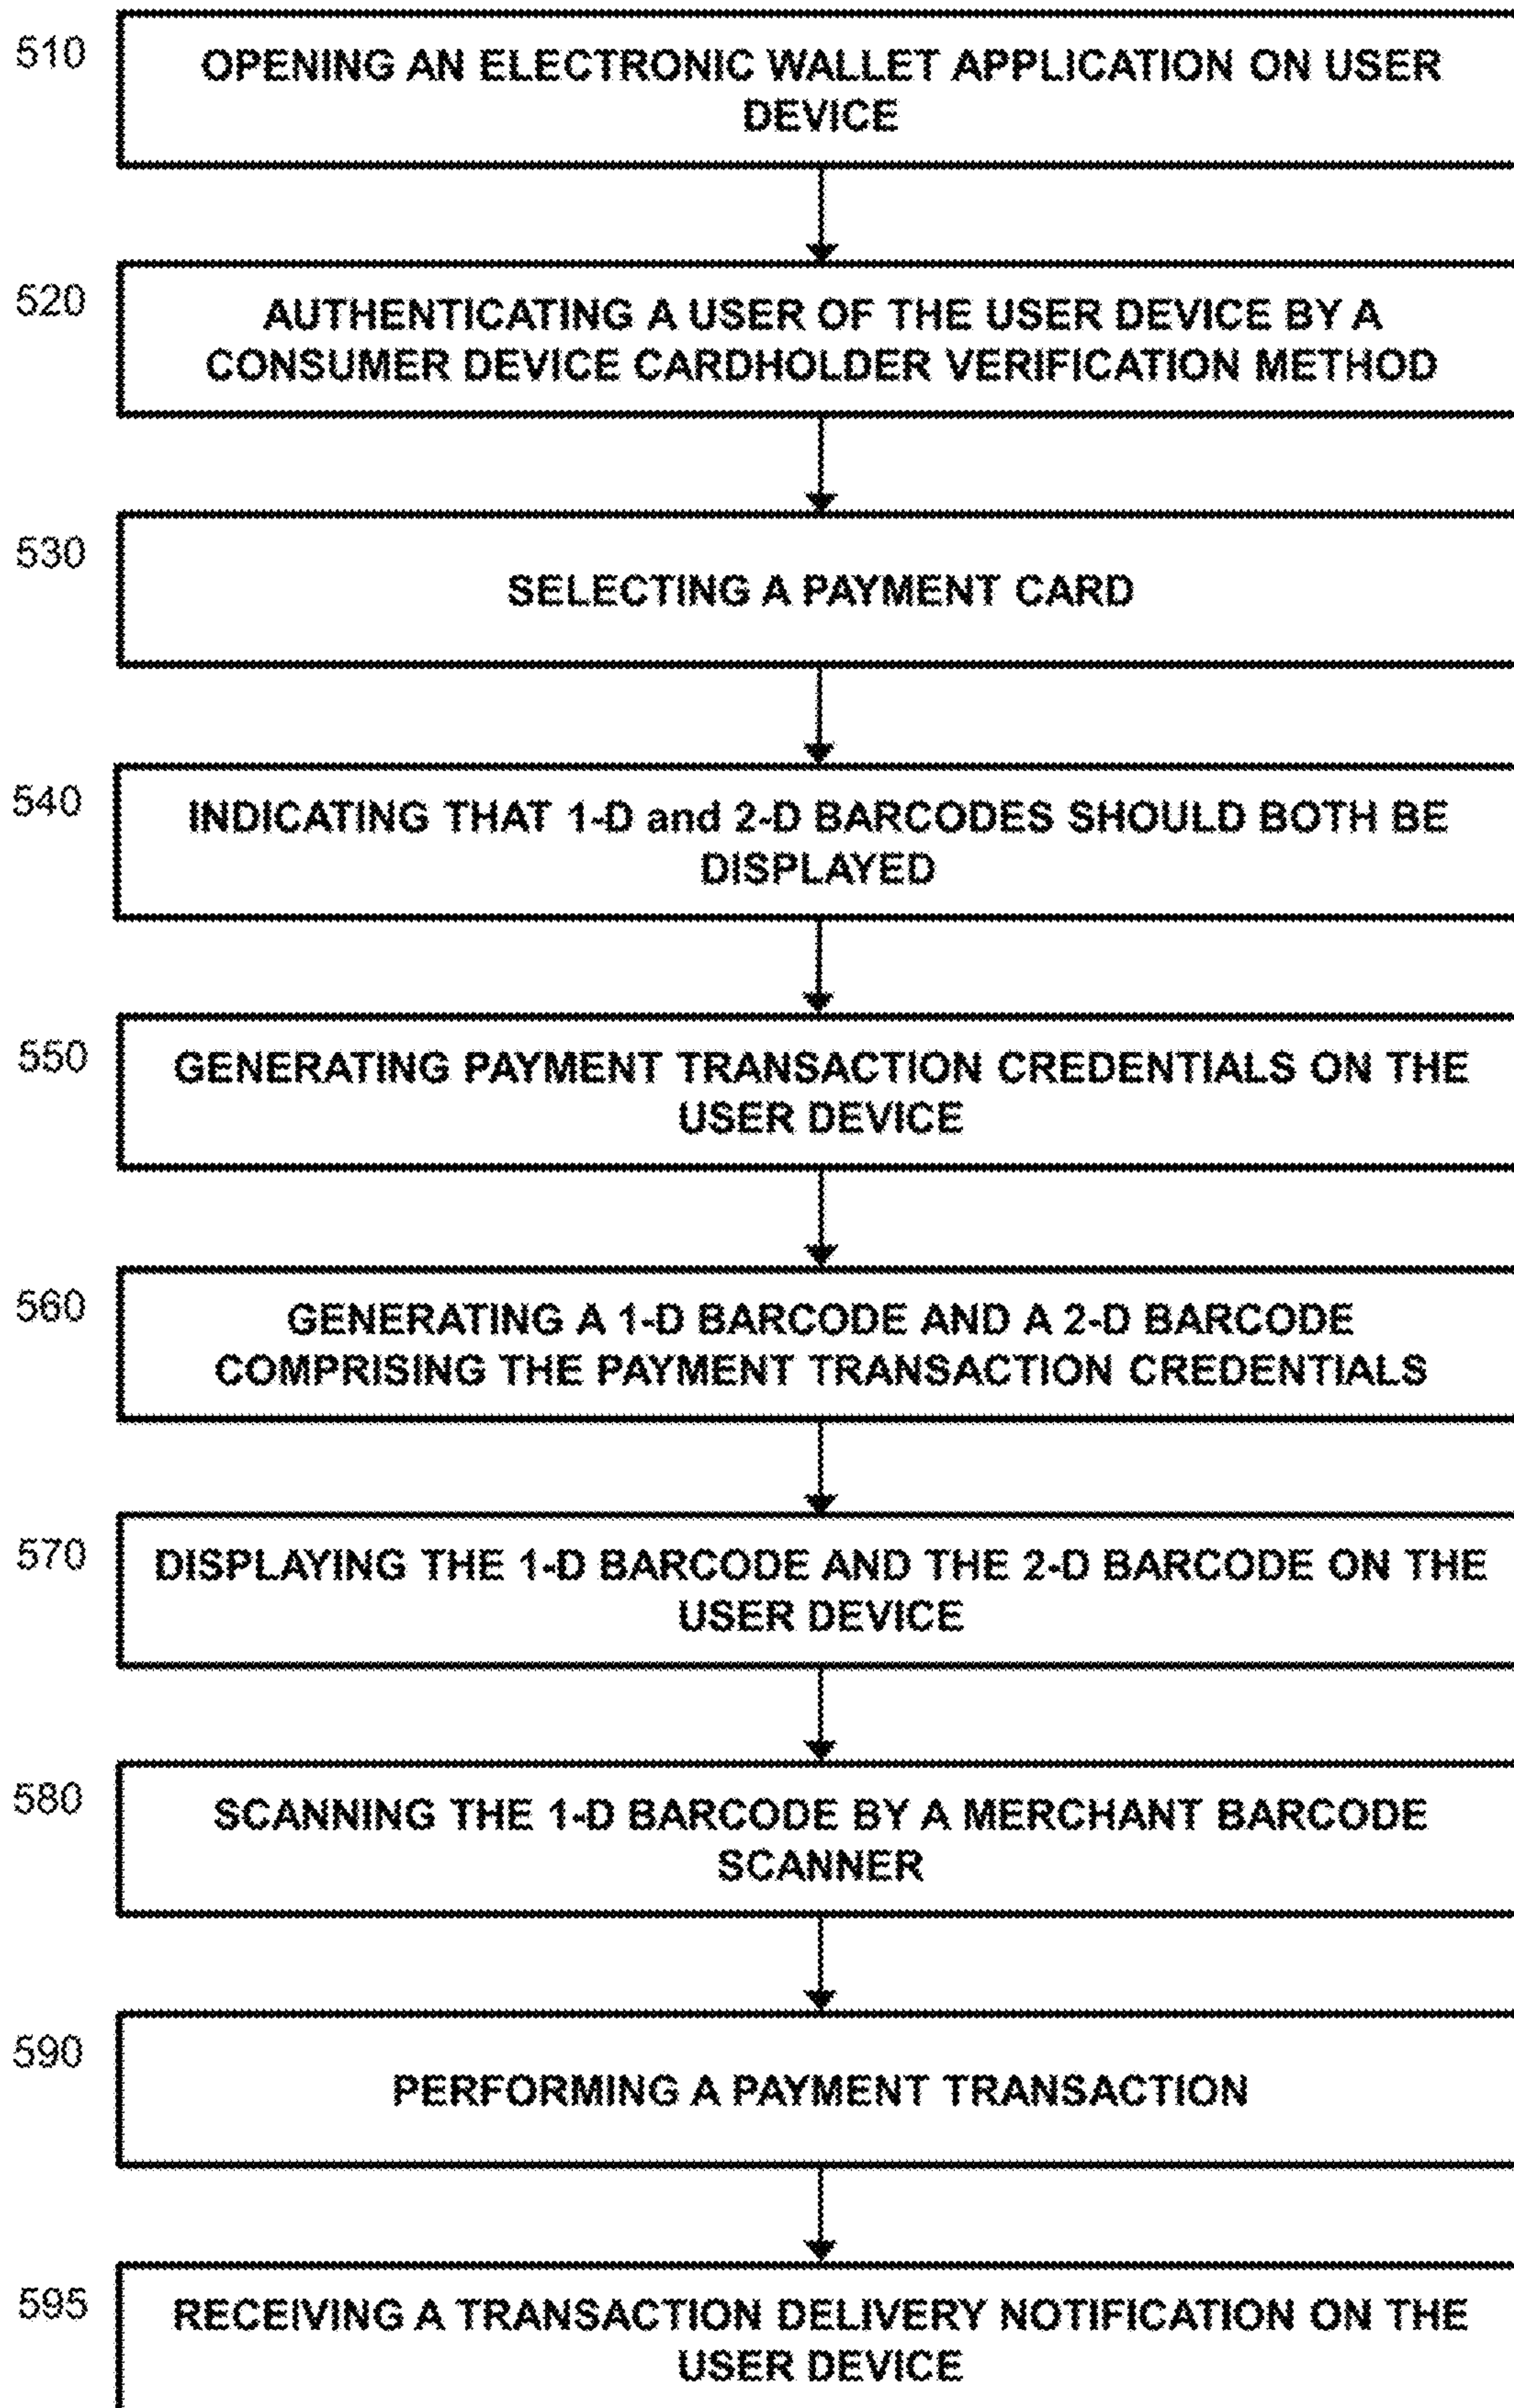 510
OPENING AN ELECTRONIC WALLET APPLICATION ON USER
DEVICE
520
AUTHENTICATING A USER OF THE USER DEVICE BY A
CONSUMER DEVICE CARDHOLDER VERIFICATION METHOD
530
SELECTING A PAYMENT CARD
540
INDICATING THAT 1-D and 2-D BARCODES SHOULD BOTH BE
DISPLAYED
550
GENERATING PAYMENT TRANSACTION CREDENTIALS ON THE
USER DEVICE
560
GENERATING A 1-D BARCODE AND A 2-D BARCODE
COMPRISING THE PAYMENT TRANSACTION CREDENTIALS
570
DISPLAYING THE 1-D BARCODE AND THE 2-D BARCODE ON THE
USER DEVICE
580
SCANNING THE 1-D BARCODE BY A MERCHANT BARCODE
SCANNER
590
PERFORMING A PAYMENT TRANSACTION
595
RECEIVING A TRANSACTION DELIVERY NOTIFICATION ON THE
USER DEVICE